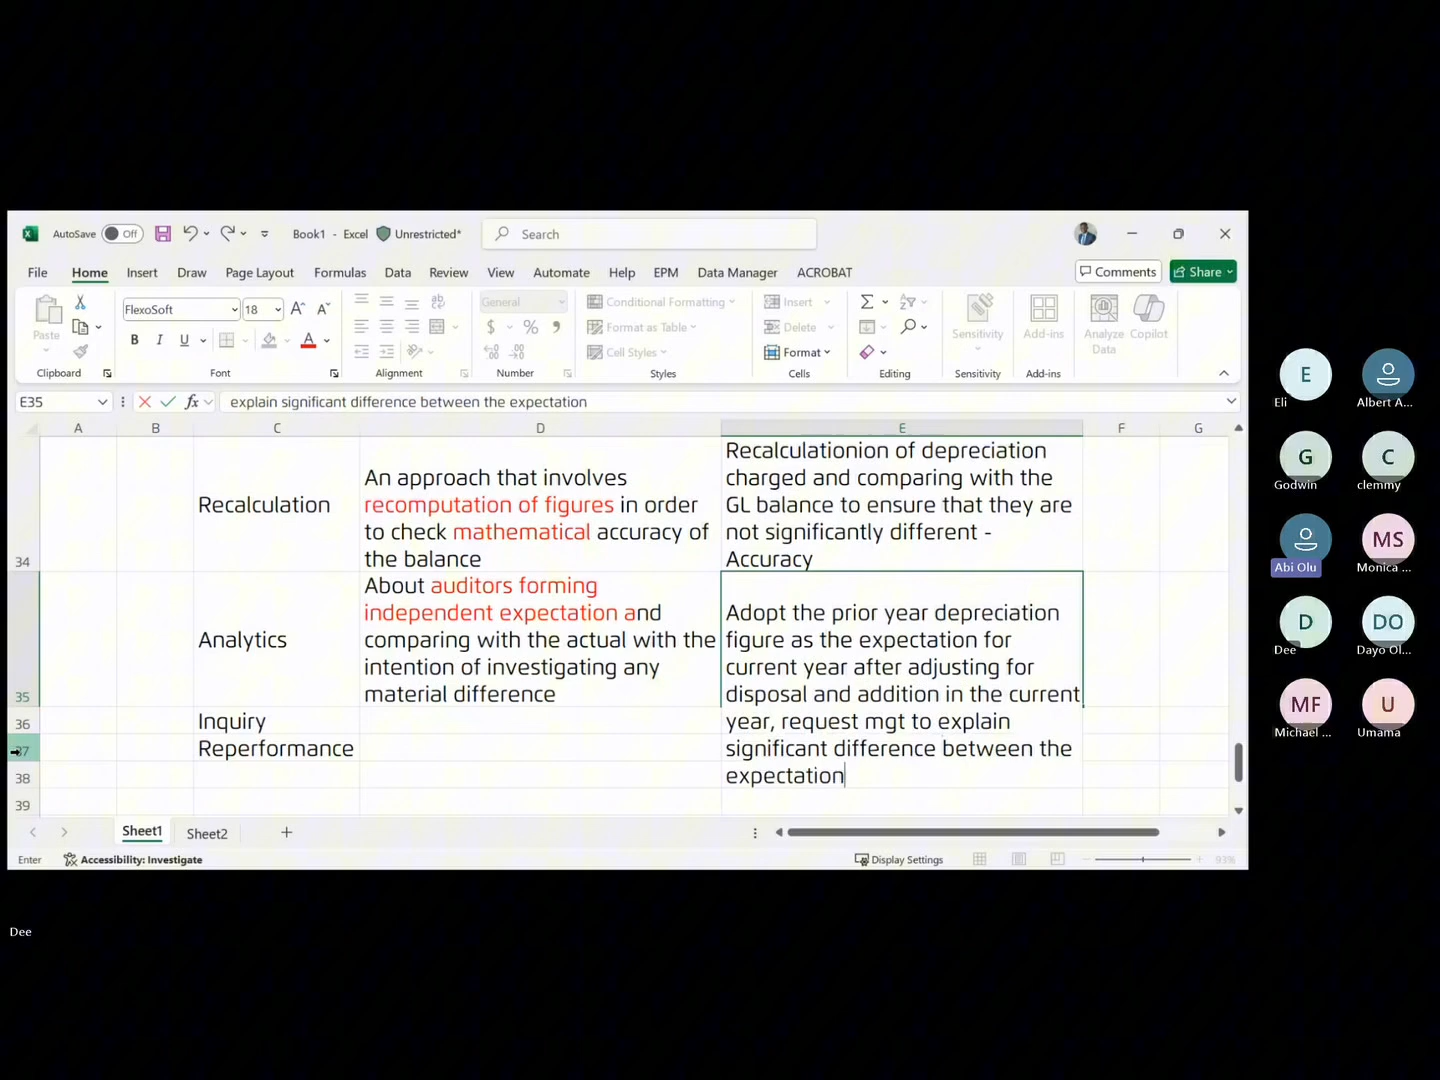 AutoSave Off Book1 - Excel Unrestricted* Search
File Home Insert Draw Page Layout Formulas Data Review View Automate Help EPM Data Manager ACROBAT Comments Share
Paste
Clipboard
FlexoSoft 18
B I U A
Font
Alignment
General
$ % 9
Number
Conditional Formatting
Format as Table
Cell Styles
Styles
Insert
Delete
Format
Cells
Editing
Sensitivity
Sensitivity
Add-ins
Add-ins
Analyze Data
Copilot
E35 fx explain significant difference between the expectation
A B C D E F G
34
Recalculation
An approach that involves
recomputation of figures in order
to check mathematical accuracy of
the balance
Recalculationion of depreciation
charged and comparing with the
GL balance to ensure that they are
not significantly different -
Accuracy
35
Analytics
About auditors forming
independent expectation and
comparing with the actual with the
intention of investigating any
material difference
Adopt the prior year depreciation
figure as the expectation for
current year after adjusting for
disposal and addition in the current
year, request mgt to explain
significant difference between the
expectation
36 Inquiry
37 Reperformance
38
39
Sheet1 Sheet2 +
Enter Accessibility: Investigate Display Settings 93%
E
Eli
Albert A...
G
Godwin
C
clemmy
Abi Olu
MS
Monica ...
D
Dee
DO
Dayo Ol...
MF
Michael ...
U
Umama
Dee